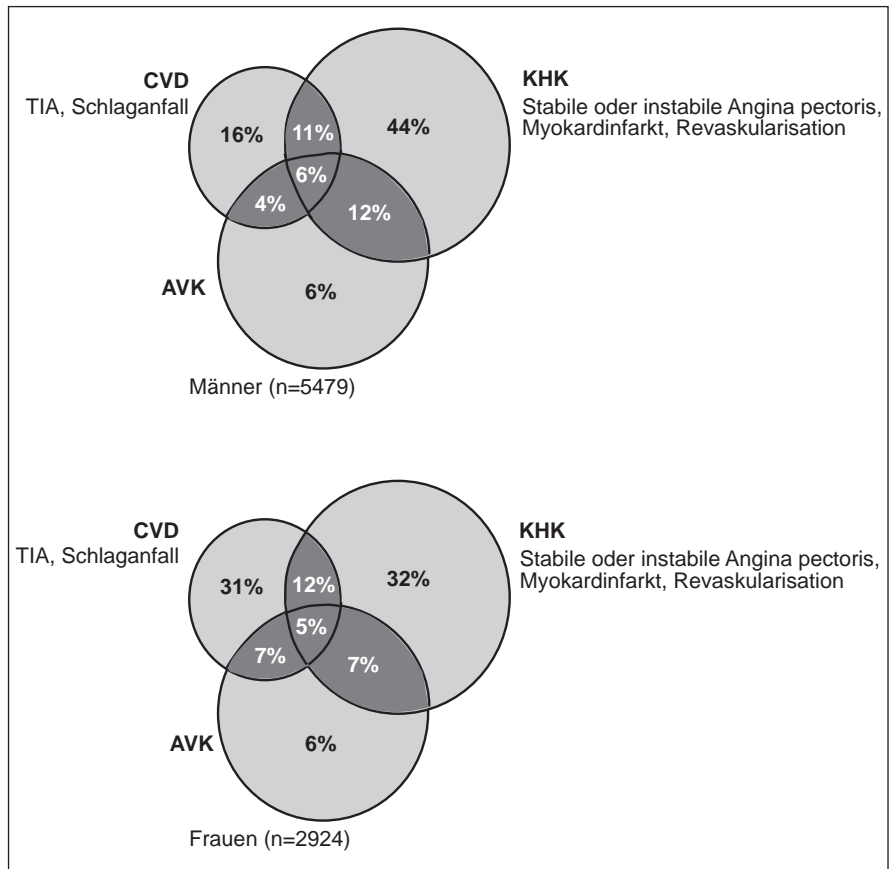 CVD
TIA, Schlaganfall
KHK
Stabile oder instabile Angina pectoris,
Myokardinfarkt, Revaskularisation
16%
11%
44%
6%
4%
12%
AVK
6%
Männer (n=5479)
CVD
TIA, Schlaganfall
KHK
Stabile oder instabile Angina pectoris,
Myokardinfarkt, Revaskularisation
31%
12%
32%
5%
7%
7%
AVK
6%
Frauen (n=2924)